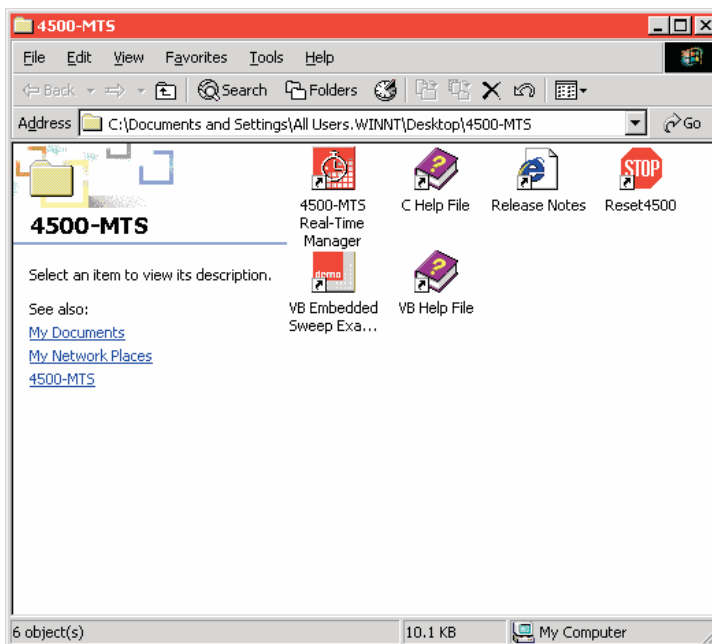 4500-MTS
File Edit View Favorites Tools Help
Back Search Folders
Address C:\Documents and Settings\All Users.WINNT\Desktop\4500-MTS Go
4500-MTS
Select an item to view its description.
See also:
My Documents
My Network Places
4500-MTS
4500-MTS
Real-Time
Manager
C Help File
Release Notes
STOP
Reset4500
demo
VB Embedded
Sweep Exa...
VB Help File
6 object(s) 10.1 KB My Computer